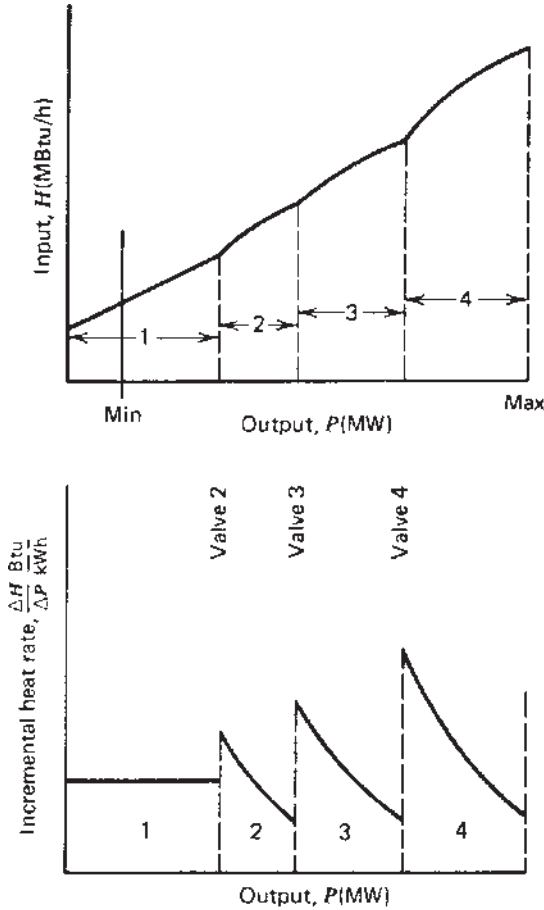 Input, H(MBtu/h)
1
2
3
4
Min
Output, P(MW)
Max
Valve 2
Valve 3
Valve 4
Incremental heat rate, ΔH/ΔP Btu/kWh
1
2
3
4
Output, P(MW)